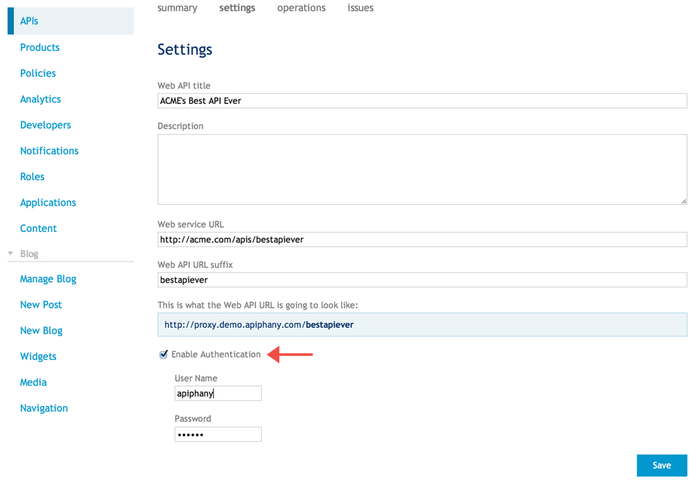 summary settings operations issues
APIs
Products
Policies
Analytics
Developers
Notifications
Roles
Applications
Content
Blog
Manage Blog
New Post
New Blog
Widgets
Media
Navigation
Settings
Web API title
ACME's Best API Ever
Description
Web service URL
http://acme.com/apis/bestapiever
Web API URL suffix
bestapiever
This is what the Web API URL is going to look like:
http://proxy.demo.apiphany.com/bestapiever
Enable Authentication
User Name
apiphany
Password
••••••
Save